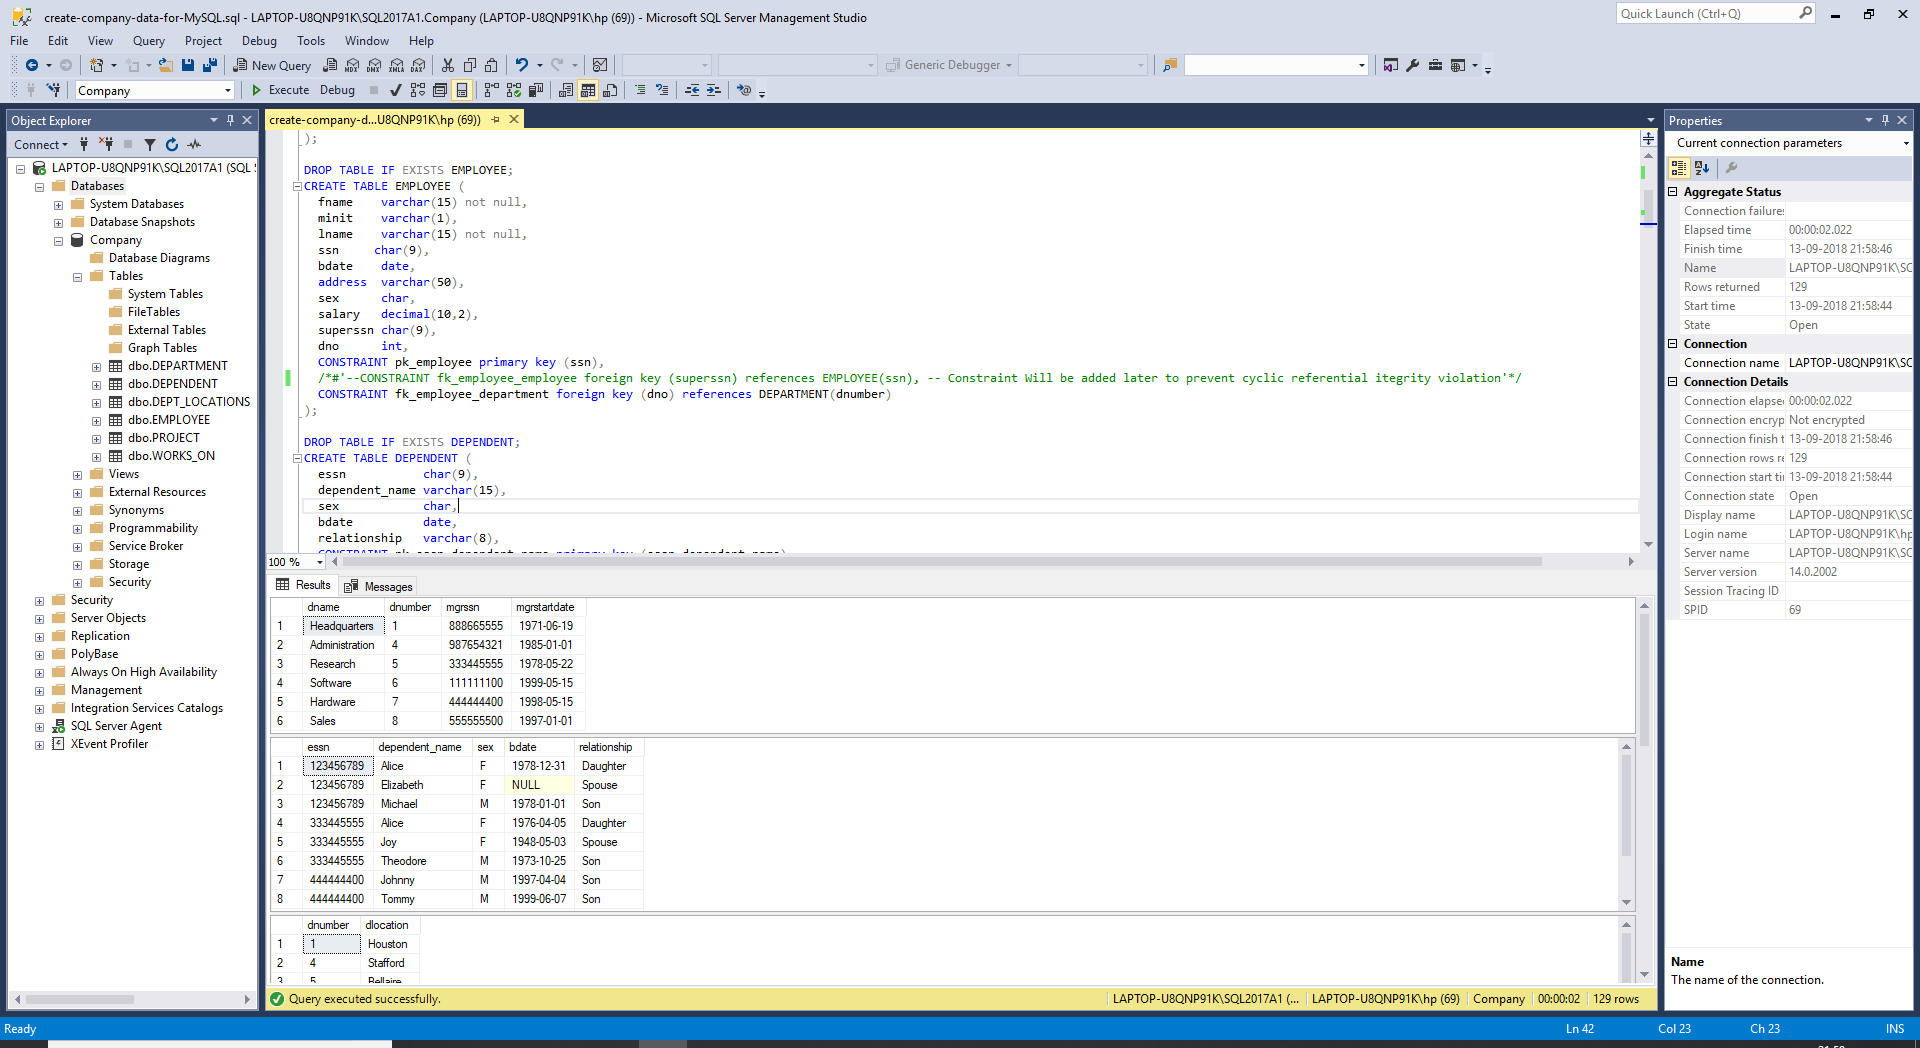 create-company-data-for-MySQL.sql - LAPTOP-U8QNP91K\SQL2017A1.Company (LAPTOP-U8QNP91K\hp (69)) - Microsoft SQL Server Management Studio
Quick Launch (Ctrl+Q)
File Edit View Query Project Debug Tools Window Help
New Query
MDX DMX XMLA DAX
Generic Debugger
Company
Execute Debug
Object Explorer
Connect
LAPTOP-U8QNP91K\SQL2017A1 (SQL S
Databases
System Databases
Database Snapshots
Company
Database Diagrams
Tables
System Tables
FileTables
External Tables
Graph Tables
dbo.DEPARTMENT
dbo.DEPENDENT
dbo.DEPT_LOCATIONS
dbo.EMPLOYEE
dbo.PROJECT
dbo.WORKS_ON
Views
External Resources
Synonyms
Programmability
Service Broker
Storage
Security
Security
Server Objects
Replication
PolyBase
Always On High Availability
Management
Integration Services Catalogs
SQL Server Agent
XEvent Profiler
create-company-d...U8QNP91K\hp (69))
);
DROP TABLE IF EXISTS EMPLOYEE;
CREATE TABLE EMPLOYEE (
fname varchar(15) not null,
minit varchar(1),
lname varchar(15) not null,
ssn char(9),
bdate date,
address varchar(50),
sex char,
salary decimal(10,2),
superssn char(9),
dno int,
CONSTRAINT pk_employee primary key (ssn),
/*#'--CONSTRAINT fk_employee_employee foreign key (superssn) references EMPLOYEE(ssn), -- Constraint Will be added later to prevent cyclic referential itegrity violation'*/
CONSTRAINT fk_employee_department foreign key (dno) references DEPARTMENT(dnumber)
);
DROP TABLE IF EXISTS DEPENDENT;
CREATE TABLE DEPENDENT (
essn char(9),
dependent_name varchar(15),
sex char,
bdate date,
relationship varchar(8),
CONSTRAINT pk_essn_dependent_name primary key (essn,dependent_name),
100 %
Results Messages
dname dnumber mgrssn mgrstartdate
1 Headquarters 1 888665555 1971-06-19
2 Administration 4 987654321 1985-01-01
3 Research 5 333445555 1978-05-22
4 Software 6 111111100 1999-05-15
5 Hardware 7 444444400 1998-05-15
6 Sales 8 555555500 1997-01-01
essn dependent_name sex bdate relationship
1 123456789 Alice F 1978-12-31 Daughter
2 123456789 Elizabeth F NULL Spouse
3 123456789 Michael M 1978-01-01 Son
4 333445555 Alice F 1976-04-05 Daughter
5 333445555 Joy F 1948-05-03 Spouse
6 333445555 Theodore M 1973-10-25 Son
7 444444400 Johnny M 1997-04-04 Son
8 444444400 Tommy M 1999-06-07 Son
dnumber dlocation
1 1 Houston
2 4 Stafford
3 5 Bellaire
Query executed successfully.
LAPTOP-U8QNP91K\SQL2017A1 (... LAPTOP-U8QNP91K\hp (69) Company 00:00:02 129 rows
Properties
Current connection parameters
Aggregate Status
Connection failures
Elapsed time 00:00:02.022
Finish time 13-09-2018 21:58:46
Name LAPTOP-U8QNP91K\SC
Rows returned 129
Start time 13-09-2018 21:58:44
State Open
Connection
Connection name LAPTOP-U8QNP91K\SC
Connection Details
Connection elapse 00:00:02.022
Connection encryp Not encrypted
Connection finish t 13-09-2018 21:58:46
Connection rows re 129
Connection start ti 13-09-2018 21:58:44
Connection state Open
Display name LAPTOP-U8QNP91K\SC
Login name LAPTOP-U8QNP91K\hp
Server name LAPTOP-U8QNP91K\SC
Server version 14.0.2002
Session Tracing ID
SPID 69
Name
The name of the connection.
Ready
Ln 42 Col 23 Ch 23 INS